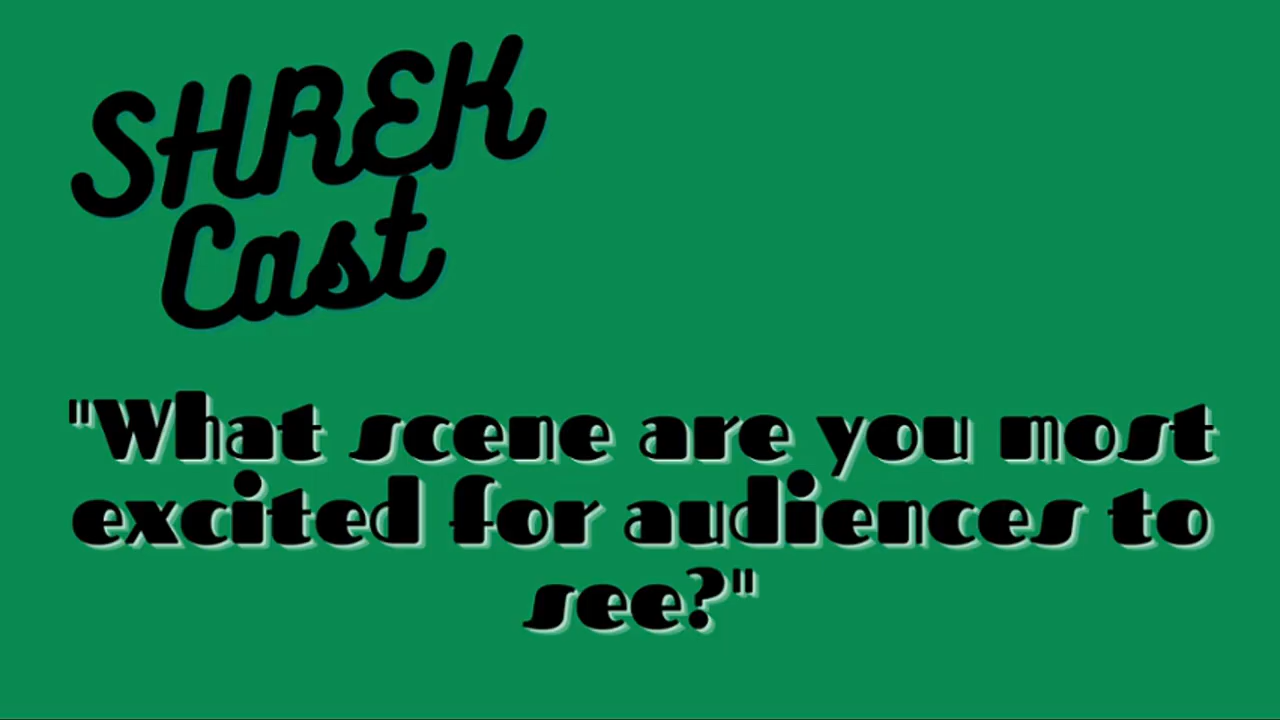 SHREK
Cast
"What scene are you most
excited for audiences to
see?"